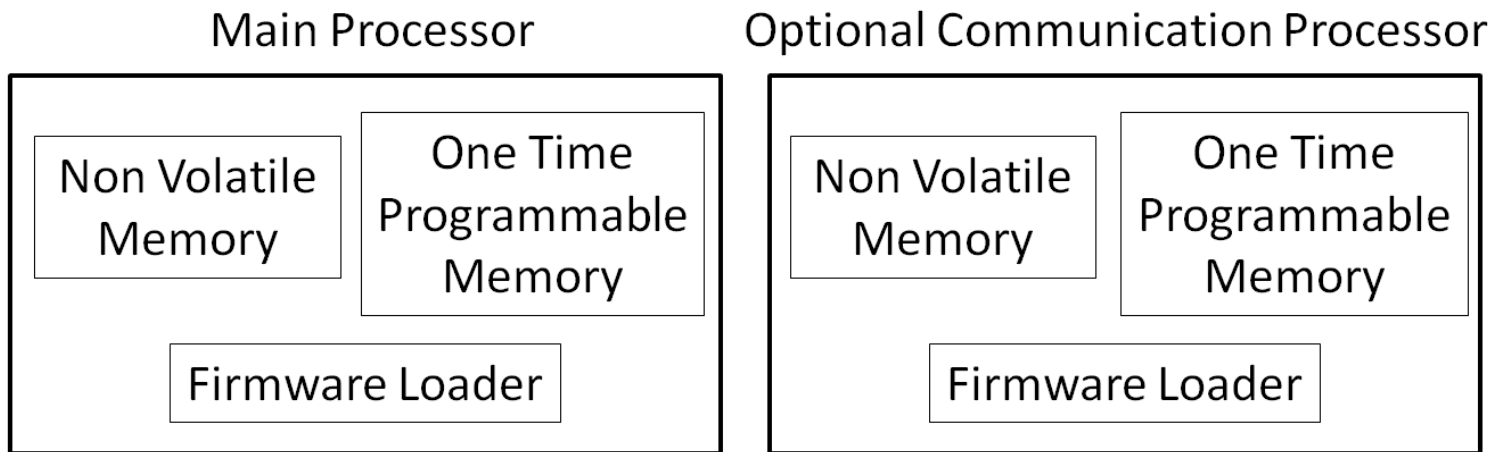 Main Processor
Non Volatile
Memory
One Time
Programmable
Memory
Firmware Loader
Optional Communication Processor
Non Volatile
Memory
One Time
Programmable
Memory
Firmware Loader